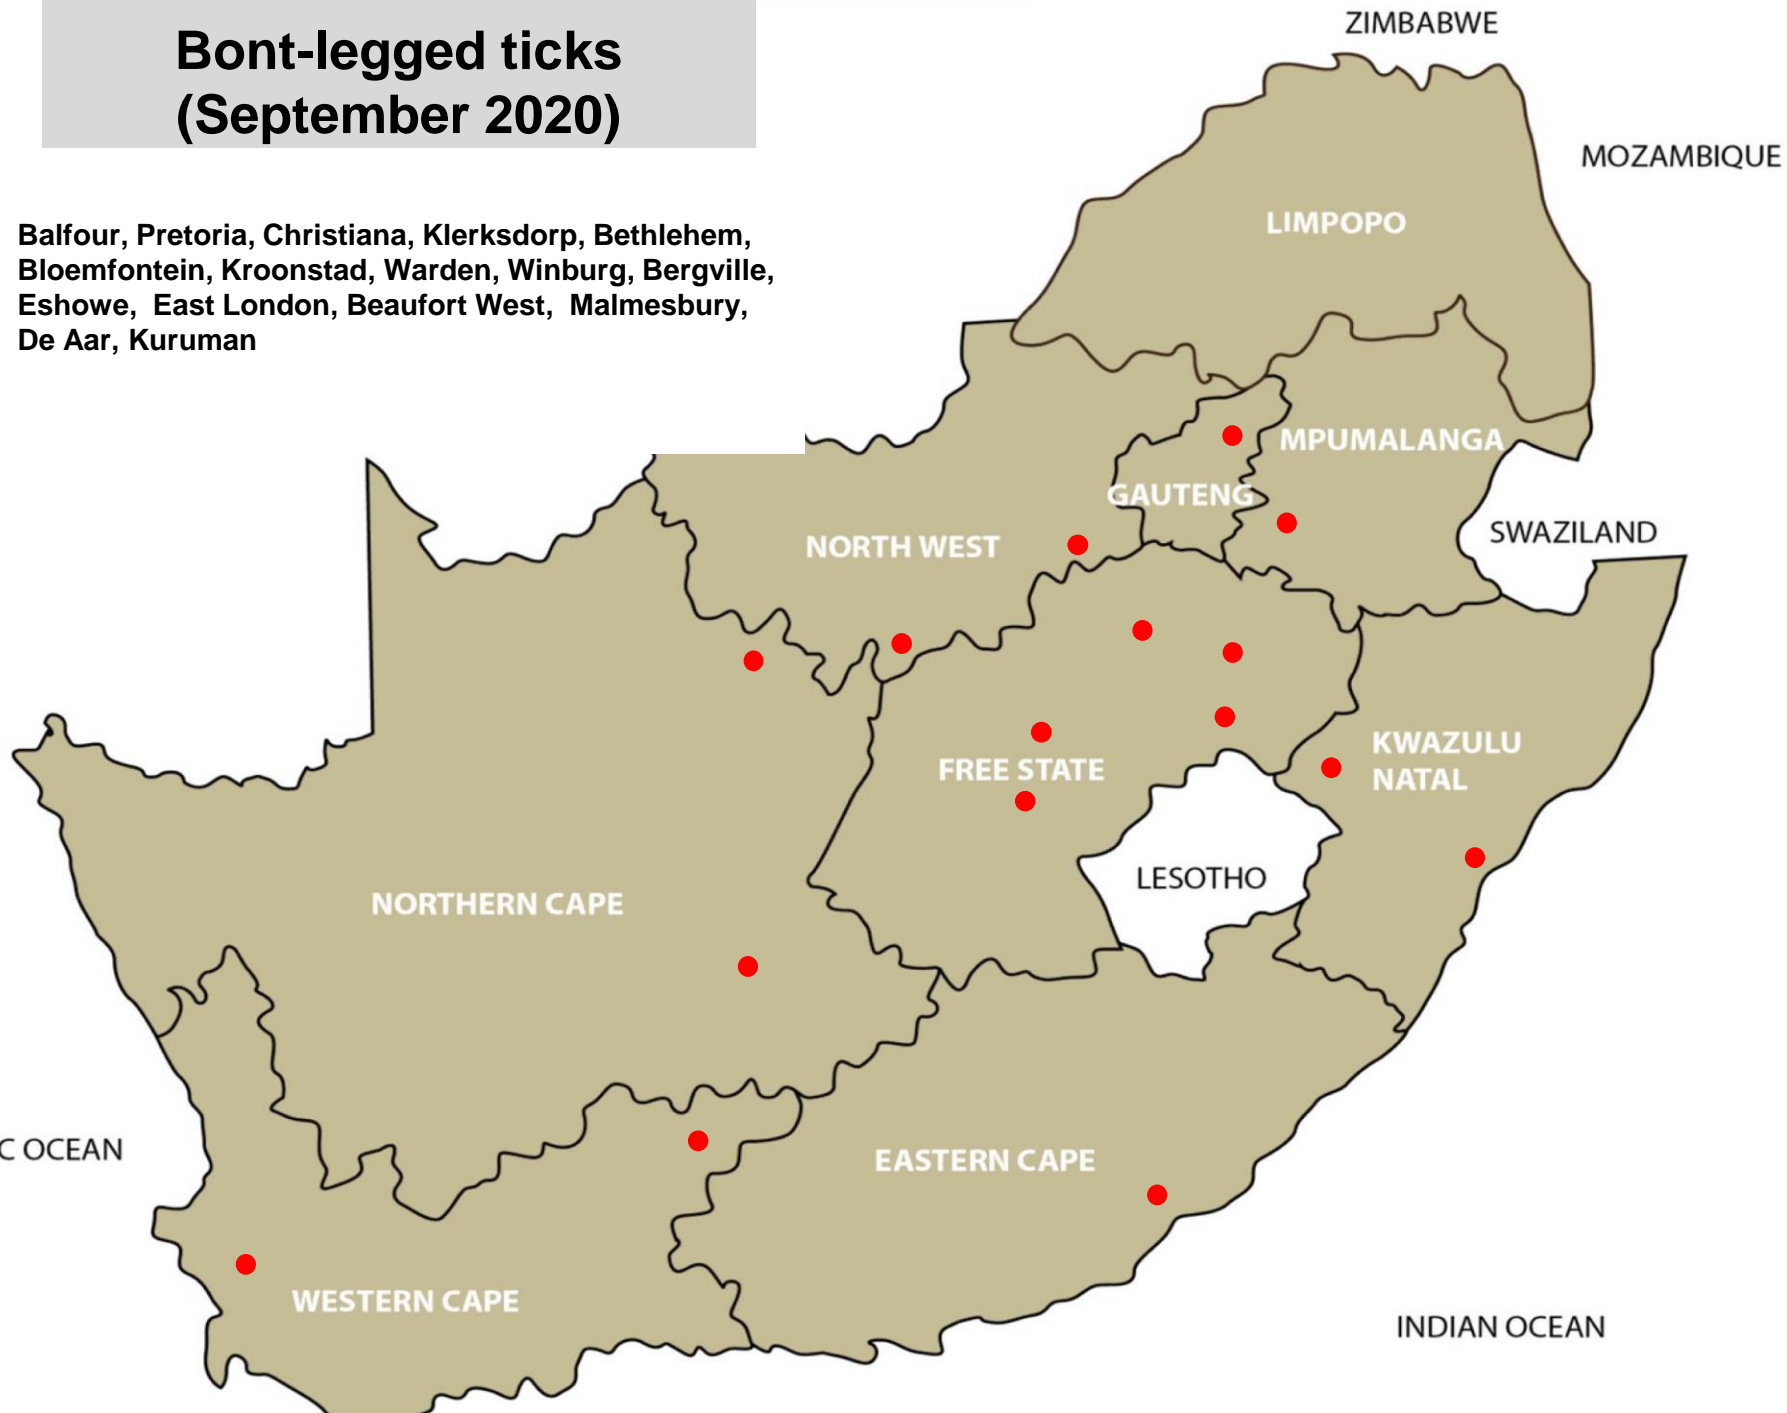 Bont-legged ticks
(September 2020)
Balfour, Pretoria, Christiana, Klerksdorp, Bethlehem,
Bloemfontein, Kroonstad, Warden, Winburg, Bergville,
Eshowe, East London, Beaufort West, Malmesbury,
De Aar, Kuruman
ZIMBABWE
MOZAMBIQUE
LIMPOPO
MPUMALANGA
GAUTENG
SWAZILAND
NORTH WEST
KWAZULU
NATAL
FREE STATE
LESOTHO
NORTHERN CAPE
C OCEAN
EASTERN CAPE
WESTERN CAPE
INDIAN OCEAN